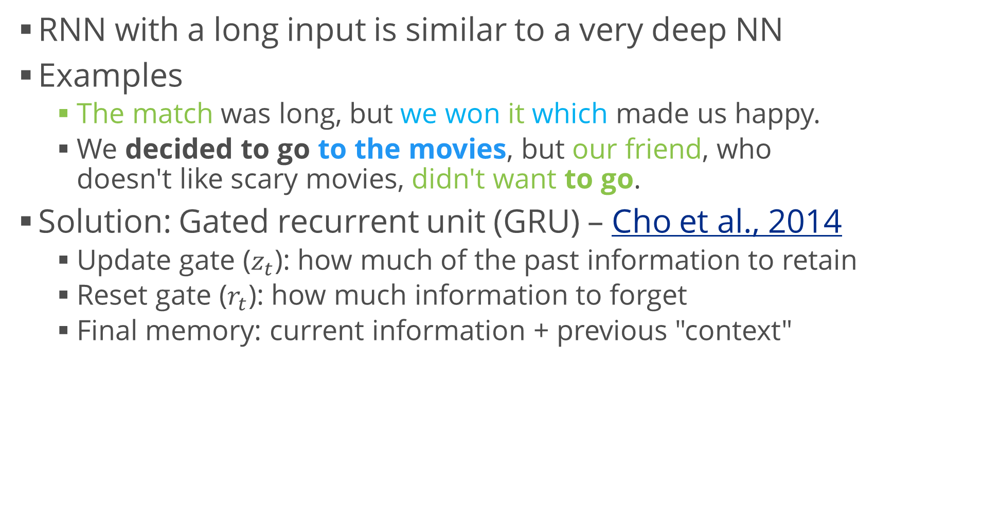 ▪ RNN with a long input is similar to a very deep NN
▪ Examples
▪ The match was long, but we won it which made us happy.
▪ We decided to go to the movies, but our friend, who
doesn't like scary movies, didn't want to go.
▪ Solution: Gated recurrent unit (GRU) – Cho et al., 2014
▪ Update gate (𝑧ₜ): how much of the past information to retain
▪ Reset gate (𝑟ₜ): how much information to forget
▪ Final memory: current information + previous "context"